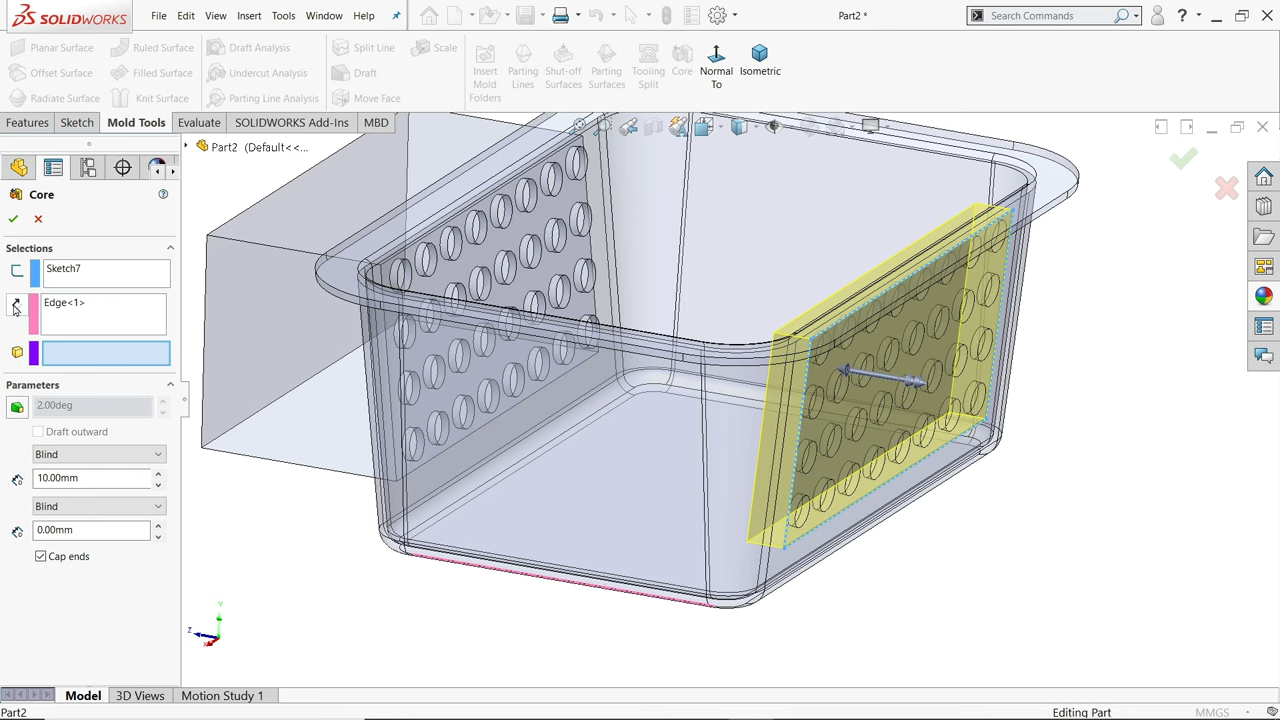 SOLIDWORKS
File Edit View Insert Tools Window Help
Part2 *
Search Commands
?
Planar Surface Ruled Surface Draft Analysis Split Line Scale
Offset Surface Filled Surface Undercut Analysis Draft
Radiate Surface Knit Surface Parting Line Analysis Move Face
Insert Mold Folders
Parting Lines
Shut-off Surfaces
Parting Surfaces
Tooling Split
Core
Normal To
Isometric
Features Sketch Mold Tools Evaluate SOLIDWORKS Add-Ins MBD
Part2 (Default<<...
Core
Selections
Sketch7
Edge<1>
Parameters
2.00deg
Draft outward
Blind
10.00mm
Blind
0.00mm
Cap ends
Y
Z
X
Model 3D Views Motion Study 1
Part2 Editing Part MMGS